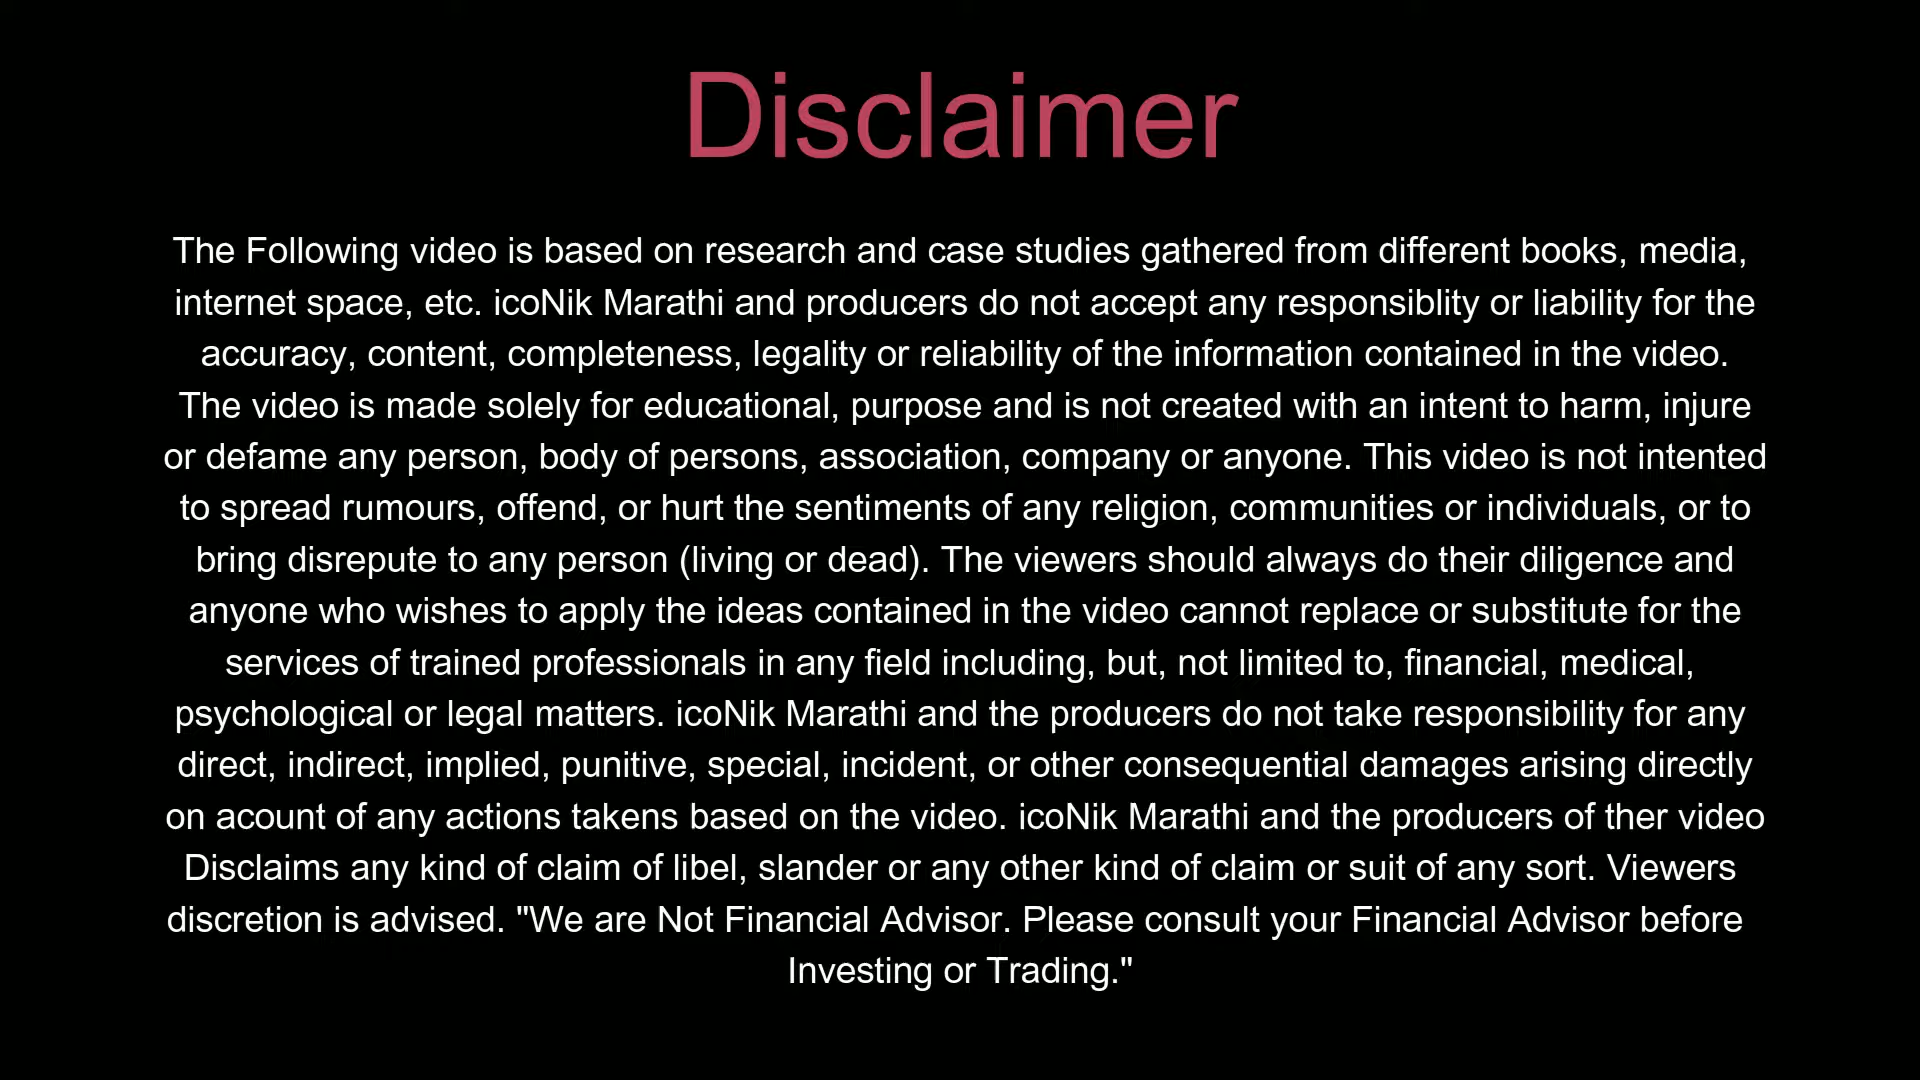 Disclaimer
The Following video is based on research and case studies gathered from different books, media,
internet space, etc. icoNik Marathi and producers do not accept any responsiblity or liability for the
accuracy, content, completeness, legality or reliability of the information contained in the video.
The video is made solely for educational, purpose and is not created with an intent to harm, injure
or defame any person, body of persons, association, company or anyone. This video is not intented
to spread rumours, offend, or hurt the sentiments of any religion, communities or individuals, or to
bring disrepute to any person (living or dead). The viewers should always do their diligence and
anyone who wishes to apply the ideas contained in the video cannot replace or substitute for the
services of trained professionals in any field including, but, not limited to, financial, medical,
psychological or legal matters. icoNik Marathi and the producers do not take responsibility for any
direct, indirect, implied, punitive, special, incident, or other consequential damages arising directly
on acount of any actions takens based on the video. icoNik Marathi and the producers of ther video
Disclaims any kind of claim of libel, slander or any other kind of claim or suit of any sort. Viewers
discretion is advised. "We are Not Financial Advisor. Please consult your Financial Advisor before
Investing or Trading."